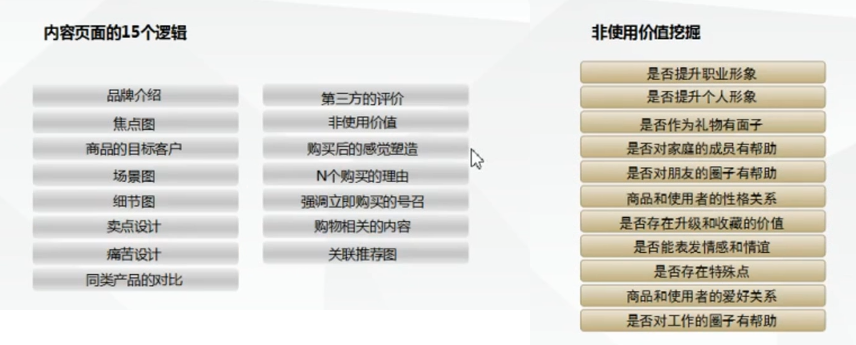 内容页面的15个逻辑
品牌介绍
焦点图
商品的目标客户
场景图
细节图
卖点设计
痛苦设计
同类产品的对比
第三方的评价
非使用价值
购买后的感觉塑造
N个购买的理由
强调立即购买的号召
购物相关的内容
关联推荐图
非使用价值挖掘
是否提升职业形象
是否提升个人形象
是否作为礼物有面子
是否对家庭的成员有帮助
是否对朋友的圈子有帮助
商品和使用者的性格关系
是否存在升级和收藏的价值
是否能表发情感和情谊
是否存在特殊点
商品和使用者的爱好关系
是否对工作的圈子有帮助